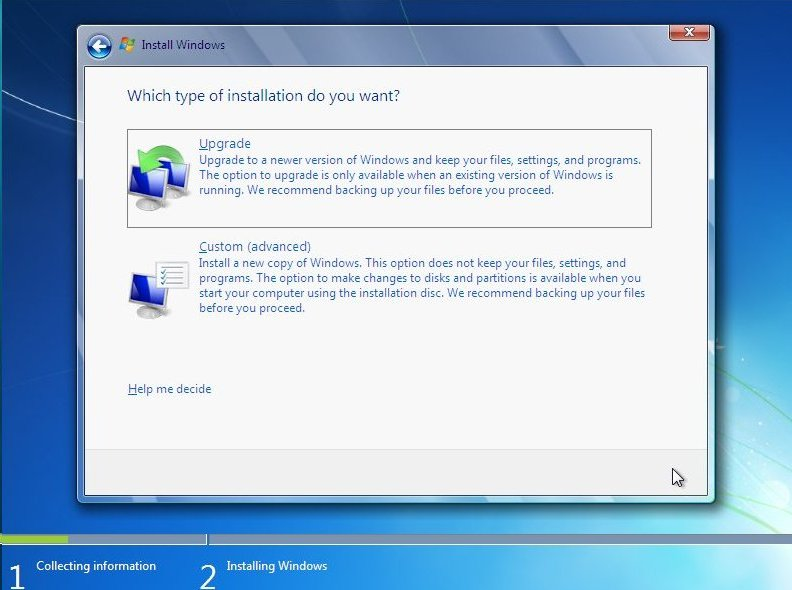 Install Windows
Which type of installation do you want?
Upgrade
Upgrade to a newer version of Windows and keep your files, settings, and programs.
The option to upgrade is only available when an existing version of Windows is
running. We recommend backing up your files before you proceed.
Custom (advanced)
Install a new copy of Windows. This option does not keep your files, settings, and
programs. The option to make changes to disks and partitions is available when you
start your computer using the installation disc. We recommend backing up your files
before you proceed.
Help me decide
1 Collecting information
2 Installing Windows